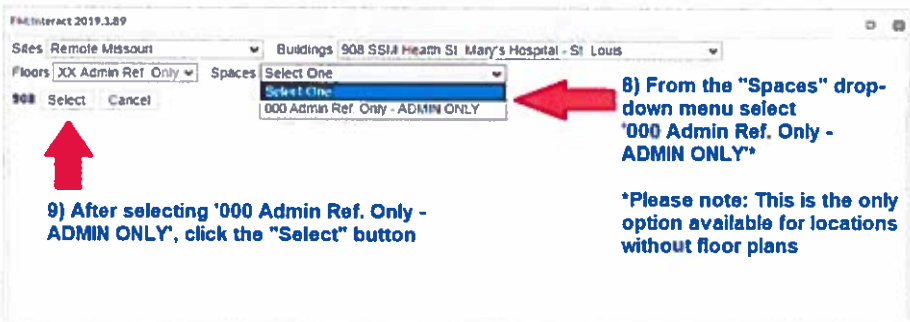 FM:Interact 2019.3.89
Sites Remote Missouri Buildings 908 SSM Health St. Mary's Hospital - St. Louis
Floors XX Admin Ref. Only Spaces Select One
Select One
908 Select Cancel 000 Admin Ref. Only - ADMIN ONLY
8) From the "Spaces" drop-
down menu select
'000 Admin Ref. Only -
ADMIN ONLY'*
*Please note: This is the only
option available for locations
without floor plans
9) After selecting '000 Admin Ref. Only -
ADMIN ONLY', click the "Select" button